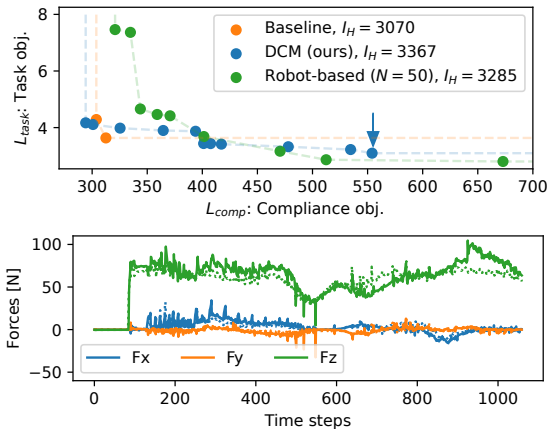 8
6
4
L_task: Task obj.
Baseline, I_H = 3070
DCM (ours), I_H = 3367
Robot-based (N = 50), I_H = 3285
300 350 400 450 500 550 600 650 700
L_comp: Compliance obj.
100
50
0
−50
Forces [N]
Fx Fy Fz
0 200 400 600 800 1000
Time steps